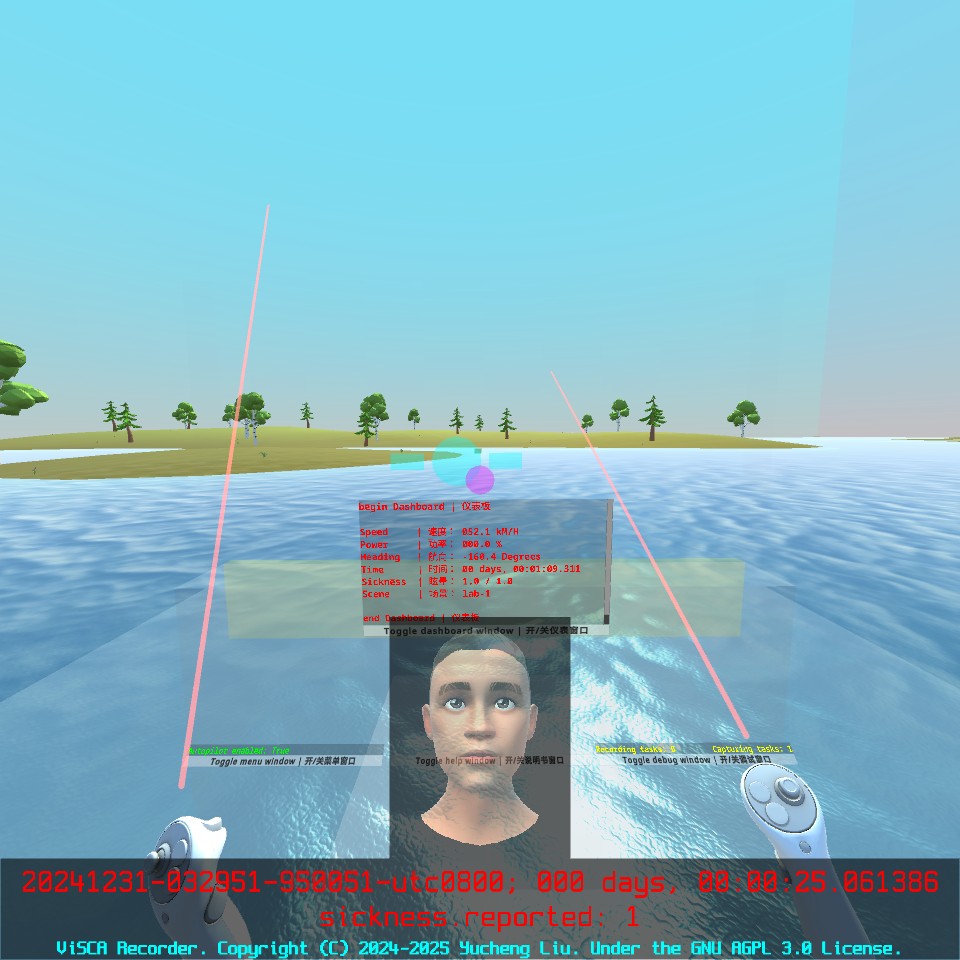 begin Dashboard | 仪表板
Speed | 速度: 052.1 kM/H
Power | 功率: 000.0 %
Heading | 航向: -160.4 Degrees
Time | 时间: 00 days, 00:01:09.311
Sickness | 眩晕: 1.0 / 1.0
Scene | 场景: lab-1
end Dashboard | 仪表板
Toggle dashboard window | 开/关仪表窗口
Autopilot enabled: True
Toggle menu window | 开/关菜单窗口
Toggle help window | 开/关说明书窗口
Recording tasks: 0 Capturing tasks: 1
Toggle debug window | 开/关调试窗口
20241231-032951-950051-utc0800; 000 days, 00:00:25.061386
sickness.reported: 1
ViSCA Recorder. Copyright (C) 2024-2025 Yucheng Liu. Under the GNU AGPL 3.0 License.